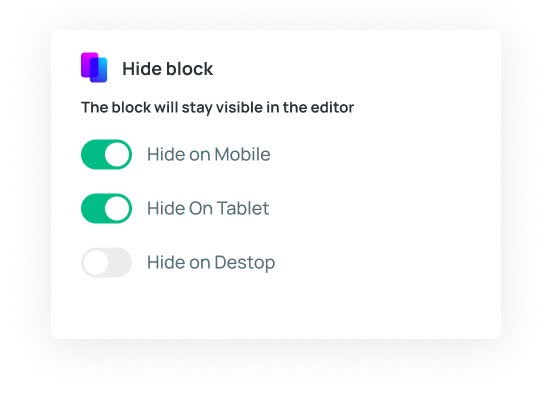 Hide block
The block will stay visible in the editor
Hide on Mobile
Hide On Tablet
Hide on Destop